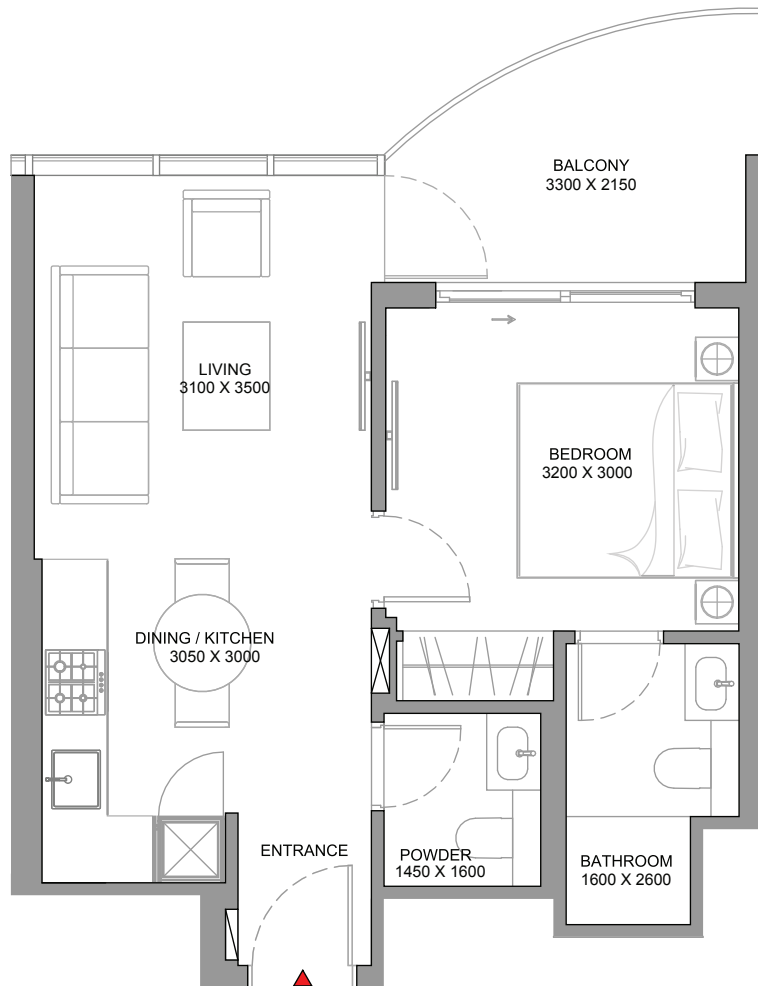 BALCONY
3300 X 2150
LIVING
3100 X 3500
BEDROOM
3200 X 3000
DINING / KITCHEN
3050 X 3000
ENTRANCE
POWDER
1450 X 1600
BATHROOM
1600 X 2600